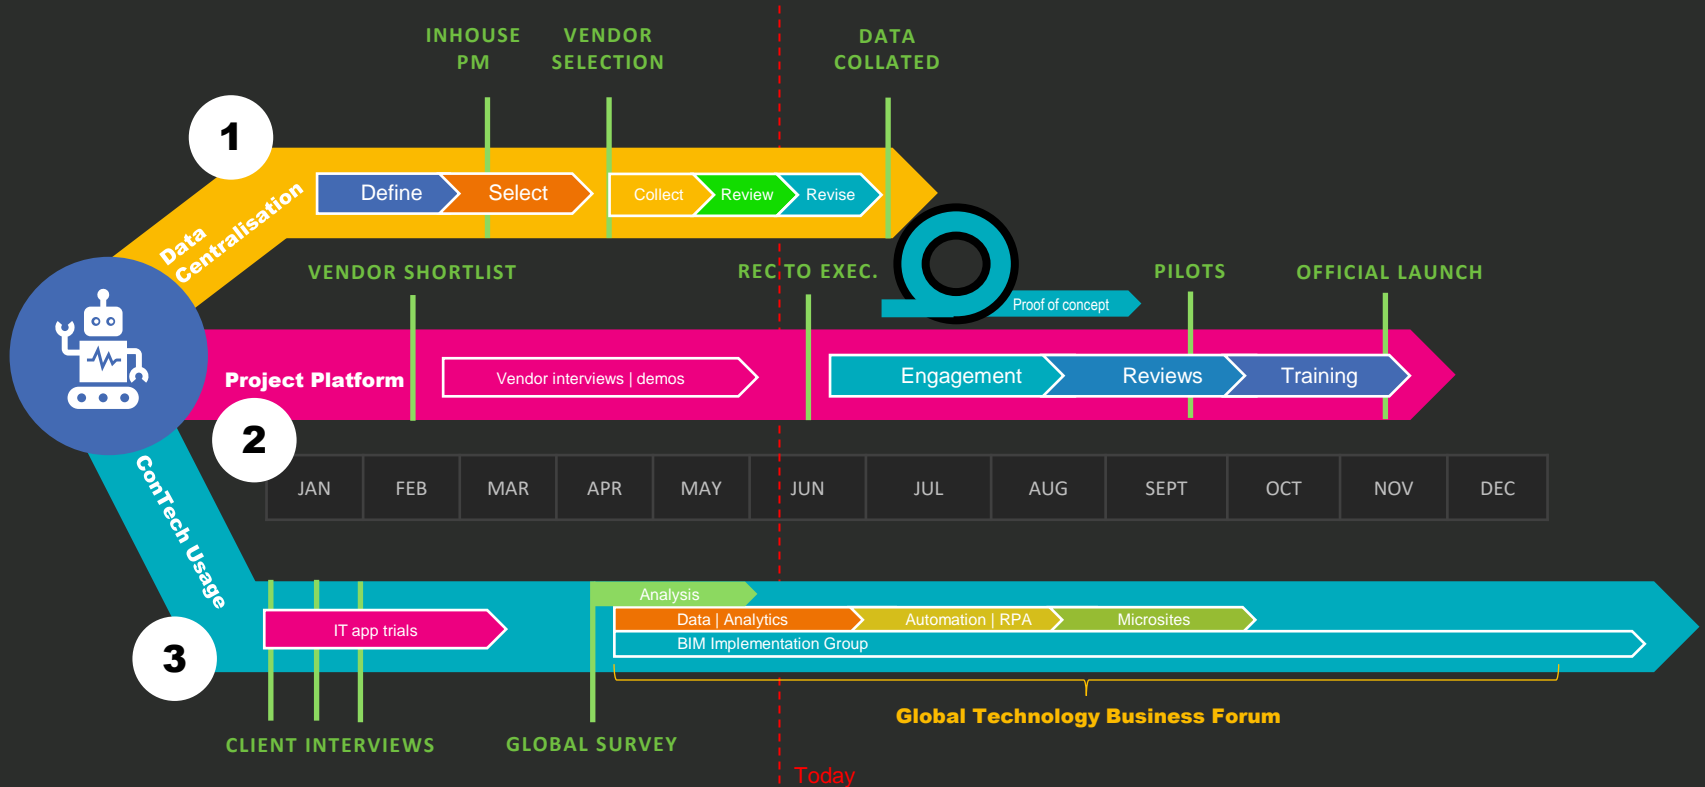 INHOUSE
PM
VENDOR
SELECTION
DATA
COLLATED
1
Define
Select
Collect
Review
Revise
Data
Centralisation
VENDOR SHORTLIST
REC TO EXEC.
PILOTS
OFFICIAL LAUNCH
Proof of concept
Project Platform
Vendor interviews | demos
Engagement
Reviews
Training
2
JAN
FEB
MAR
APR
MAY
JUN
JUL
AUG
SEPT
OCT
NOV
DEC
ConTech Usage
3
IT app trials
Analysis
Data | Analytics
Automation | RPA
Microsites
BIM Implementation Group
Global Technology Business Forum
CLIENT INTERVIEWS
GLOBAL SURVEY
Today